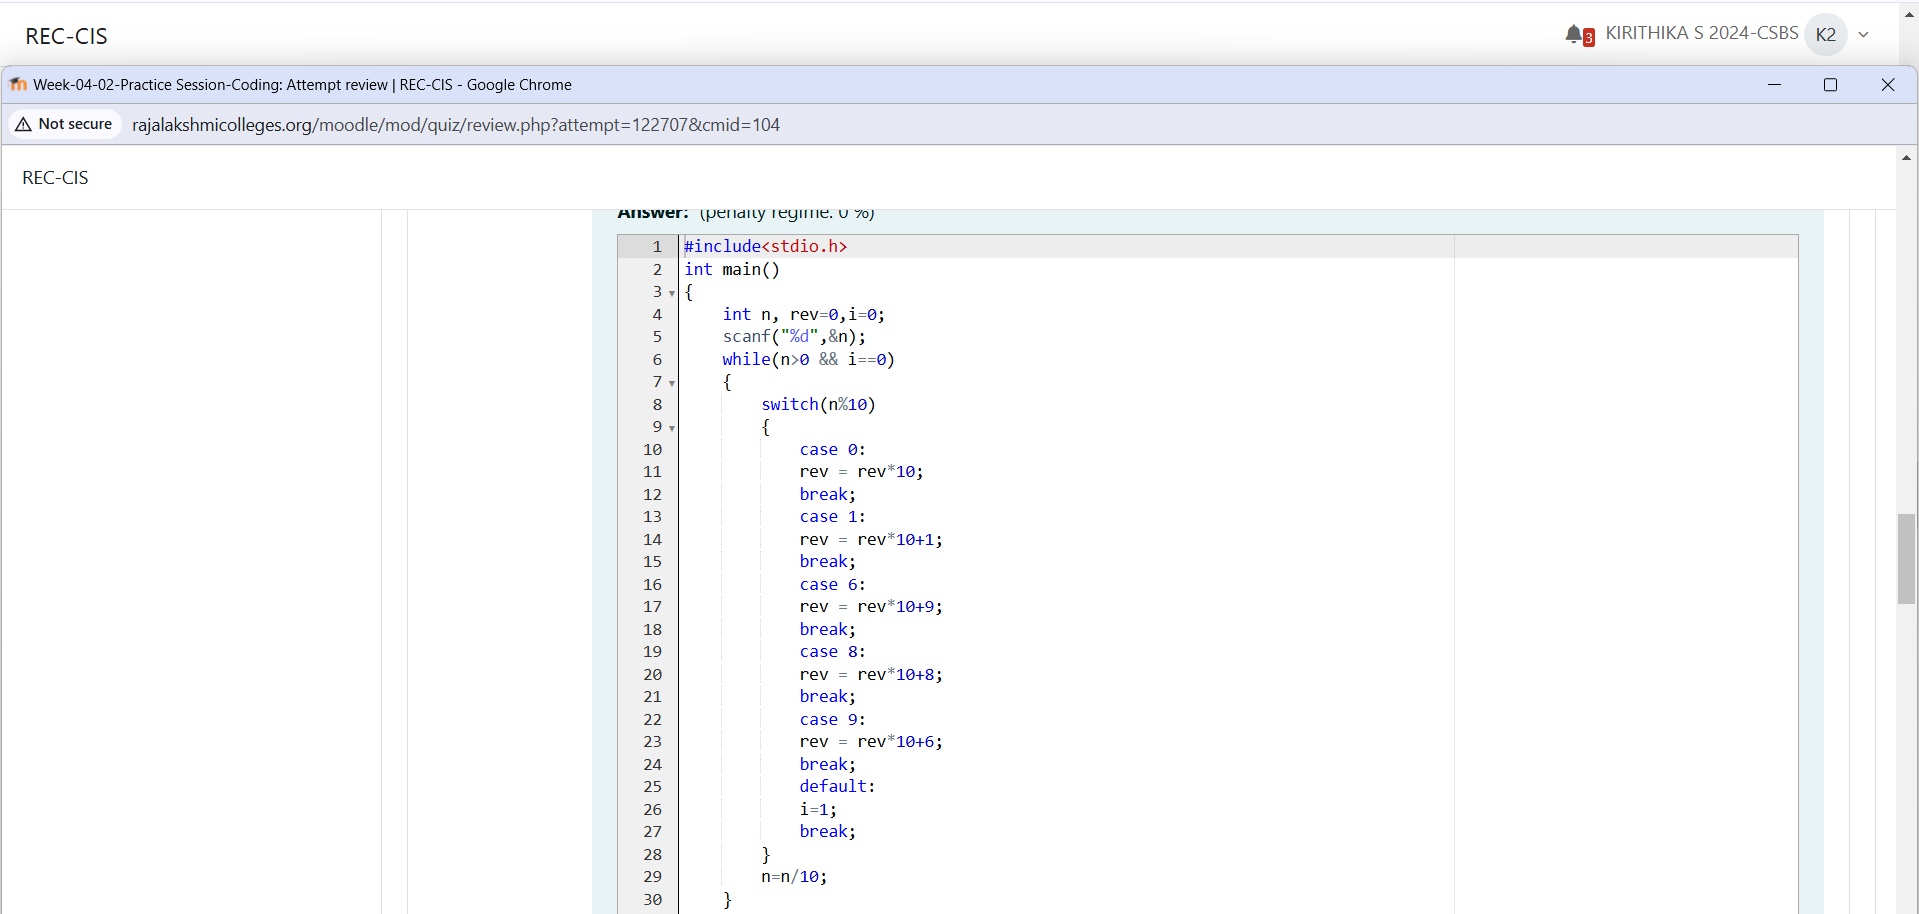 REC-CIS
3
KIRITHIKA S 2024-CSBS
K2
Week-04-02-Practice Session-Coding: Attempt review | REC-CIS - Google Chrome
Not secure
rajalakshmicolleges.org/moodle/mod/quiz/review.php?attempt=122707&cmid=104
REC-CIS
Answer: (penalty regime: 0 %)
1 #include<stdio.h>
2 int main()
3 {
4 int n, rev=0,i=0;
5 scanf("%d",&n);
6 while(n>0 && i==0)
7 {
8 switch(n%10)
9 {
10 case 0:
11 rev = rev*10;
12 break;
13 case 1:
14 rev = rev*10+1;
15 break;
16 case 6:
17 rev = rev*10+9;
18 break;
19 case 8:
20 rev = rev*10+8;
21 break;
22 case 9:
23 rev = rev*10+6;
24 break;
25 default:
26 i=1;
27 break;
28 }
29 n=n/10;
30 }